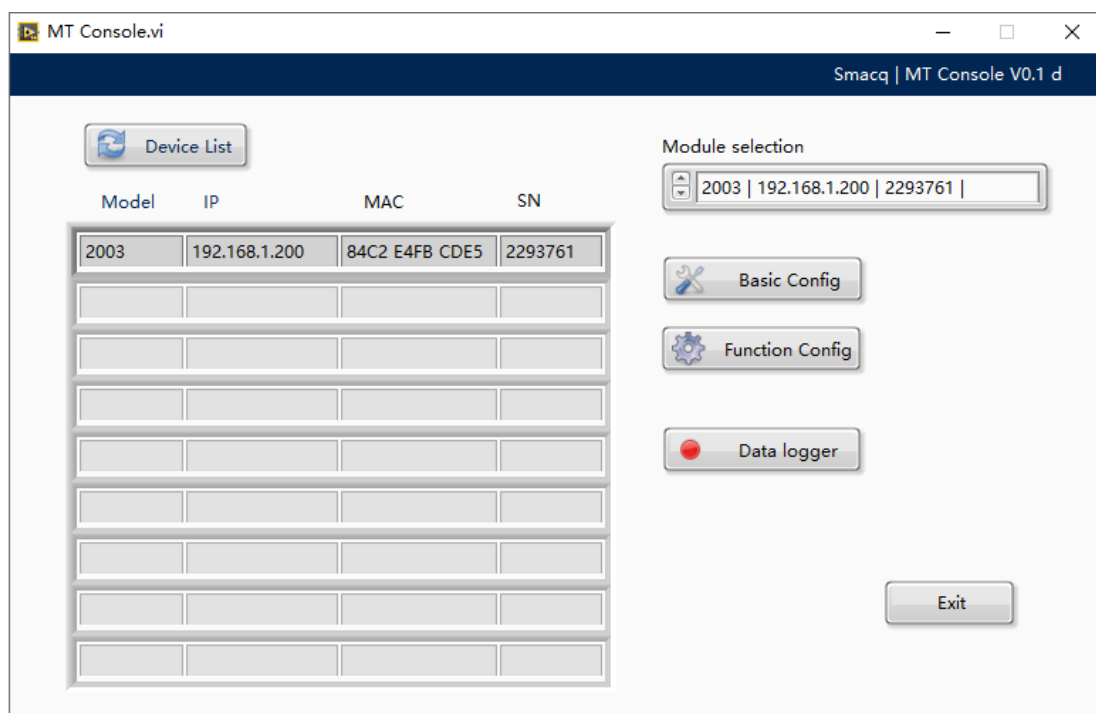 MT Console.vi
Smacq | MT Console V0.1 d
Device List
Model IP MAC SN
2003 192.168.1.200 84C2 E4FB CDE5 2293761
Module selection
2003 | 192.168.1.200 | 2293761 |
Basic Config
Function Config
Data logger
Exit